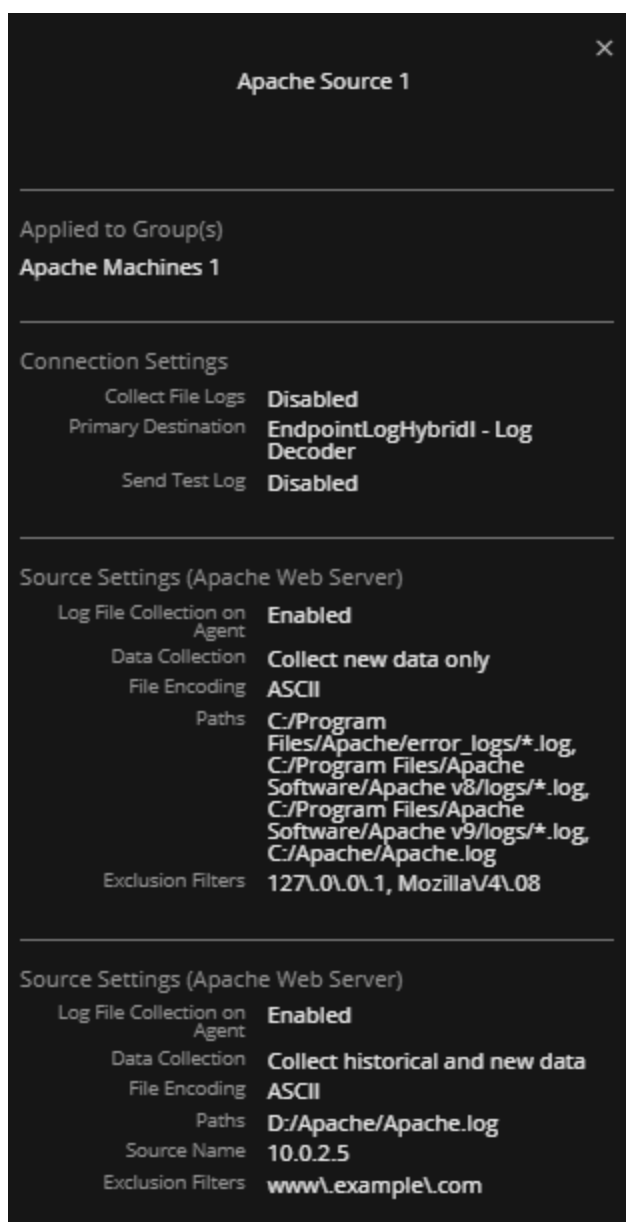 ×
Apache Source 1
Applied to Group(s)
Apache Machines 1
Connection Settings
Collect File Logs Disabled
Primary Destination EndpointLogHybridI - Log
Decoder
Send Test Log Disabled
Source Settings (Apache Web Server)
Log File Collection on Enabled
Agent
Data Collection Collect new data only
File Encoding ASCII
Paths C:/Program
Files/Apache/error_logs/*.log,
C:/Program Files/Apache
Software/Apache v8/logs/*.log,
C:/Program Files/Apache
Software/Apache v9/logs/*.log,
C:/Apache/Apache.log
Exclusion Filters 127\.0\.0\.1, Mozilla\/4\.08
Source Settings (Apache Web Server)
Log File Collection on Enabled
Agent
Data Collection Collect historical and new data
File Encoding ASCII
Paths D:/Apache/Apache.log
Source Name 10.0.2.5
Exclusion Filters www\.example\.com